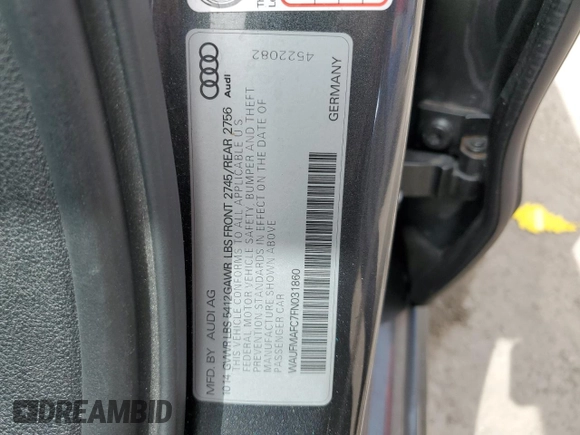 MFD. BY AUDI AG
10 14 GVWR LBS 5412 GAWR LBS FRONT 2745/REAR 2756
THIS VEHICLE CONFORMS TO ALL APPLICABLE U S
FEDERAL MOTOR VEHICLE SAFETY, BUMPER AND THEFT
PREVENTION STANDARDS IN EFFECT ON THE DATE OF
MANUFACTURE SHOWN ABOVE
PASSENGER CAR
WAUFMAFC7FN031860
Audi
4522082
GERMANY
DREAMBID